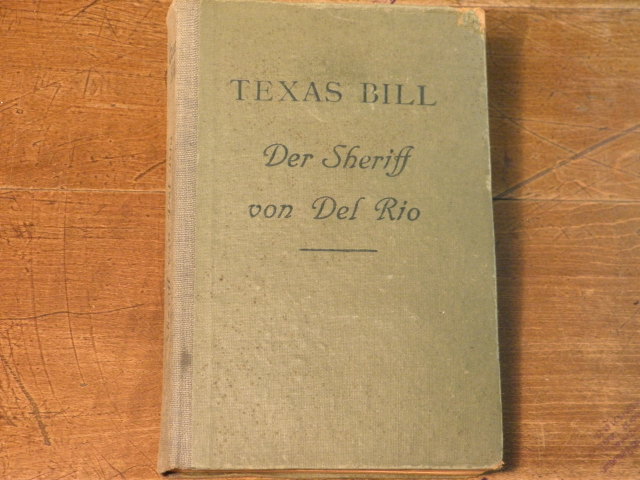 TEXAS BILL
Der Sheriff
von Del Rio